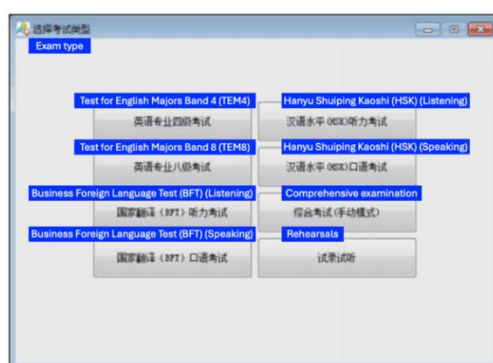 选择考试类型
Exam type
Test for English Majors Band 4 (TEM4)
英语专业四级考试
Hanyu Shuiping Kaoshi (HSK) (Listening)
汉语水平(HSK)听力考试
Test for English Majors Band 8 (TEM8)
英语专业八级考试
Hanyu Shuiping Kaoshi (HSK) (Speaking)
汉语水平(HSK)口语考试
Business Foreign Language Test (BFT) (Listening)
国家翻译（BFT）听力考试
Comprehensive examination
综合考试(手动模式)
Business Foreign Language Test (BFT) (Speaking)
国家翻译（BFT）口语考试
Rehearsals
试录试听